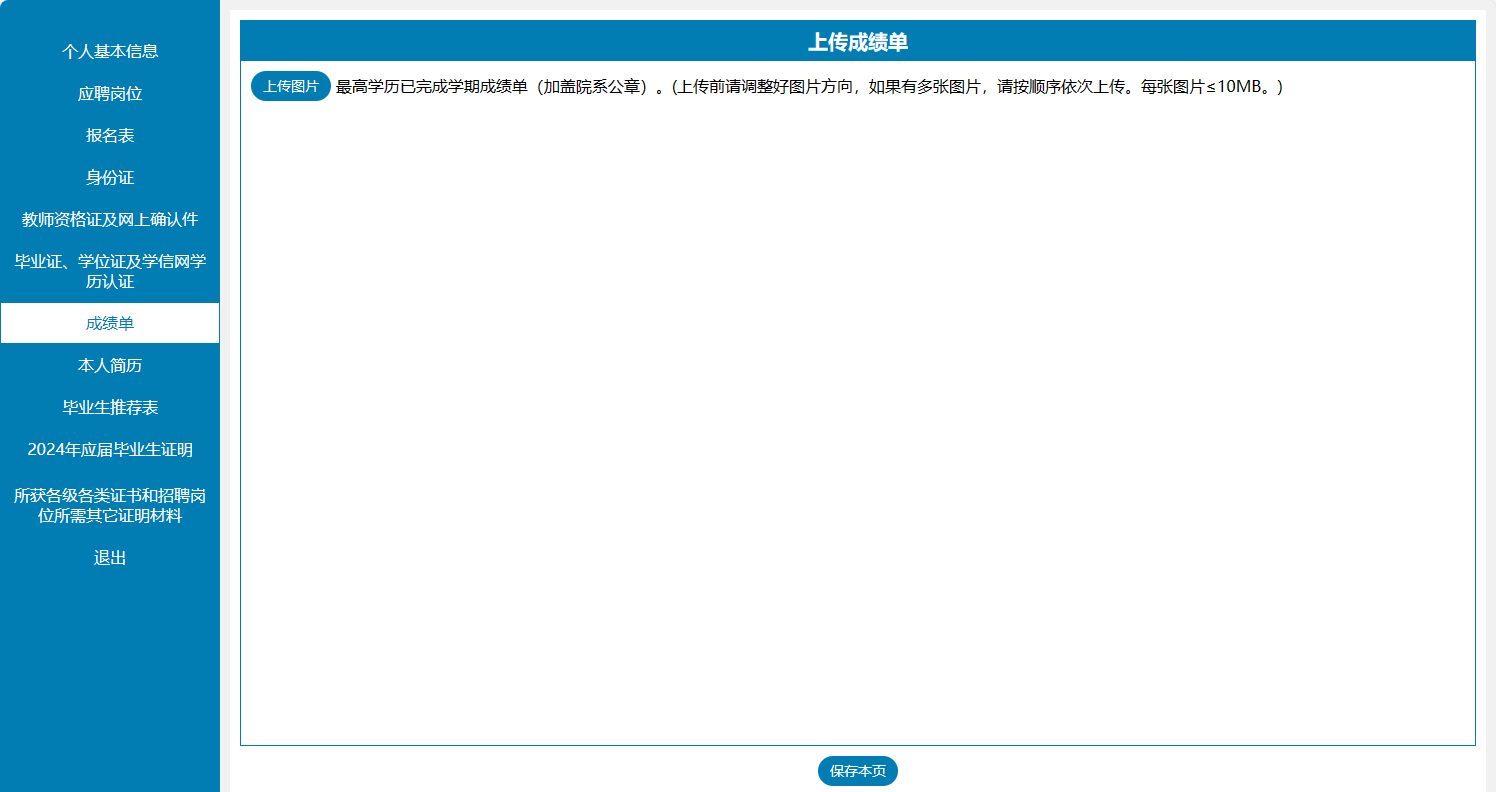 个人基本信息
应聘岗位
报名表
身份证
教师资格证及网上确认件
毕业证、学位证及学信网学
历认证
成绩单
本人简历
毕业生推荐表
2024年应届毕业生证明
所获各级各类证书和招聘岗
位所需其它证明材料
退出
上传成绩单
上传图片 最高学历已完成学期成绩单（加盖院系公章）。(上传前请调整好图片方向，如果有多张图片，请按顺序依次上传。每张图片≤10MB。)
保存本页